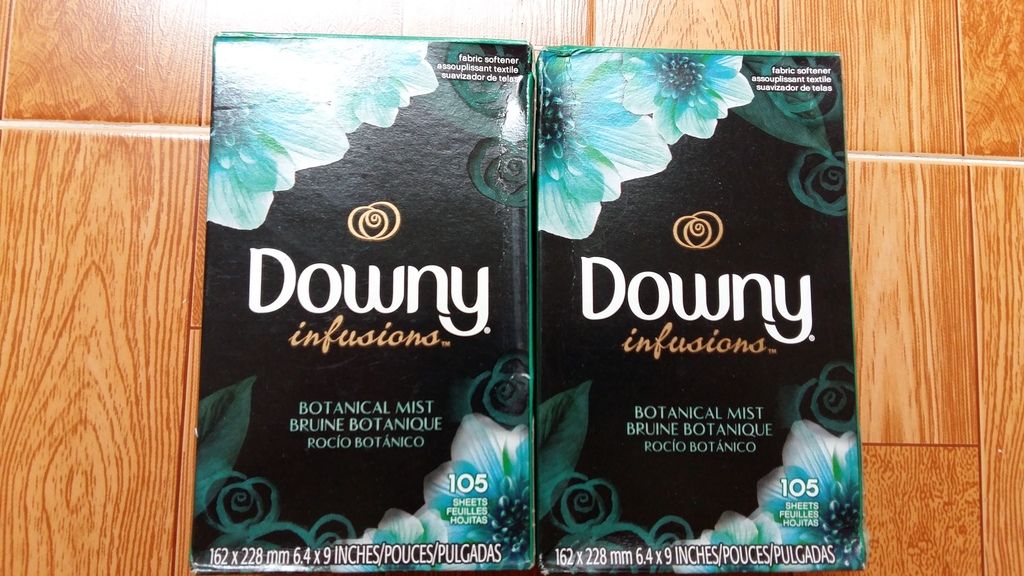 fabric softener
assouplissant textile
suavizador de telas
Downy®
infusions™
BOTANICAL MIST
BRUINE BOTANIQUE
ROCÍO BOTÁNICO
105
SHEETS
FEUILLES
HOJITAS
162 x 228 mm 6.4 x 9 INCHES/POUCES/PULGADAS
fabric softener
assouplissant textile
suavizador de telas
Downy®
infusions™
BOTANICAL MIST
BRUINE BOTANIQUE
ROCÍO BOTÁNICO
105
SHEETS
FEUILLES
HOJITAS
162 x 228 mm 6.4 x 9 INCHES/POUCES/PULGADAS